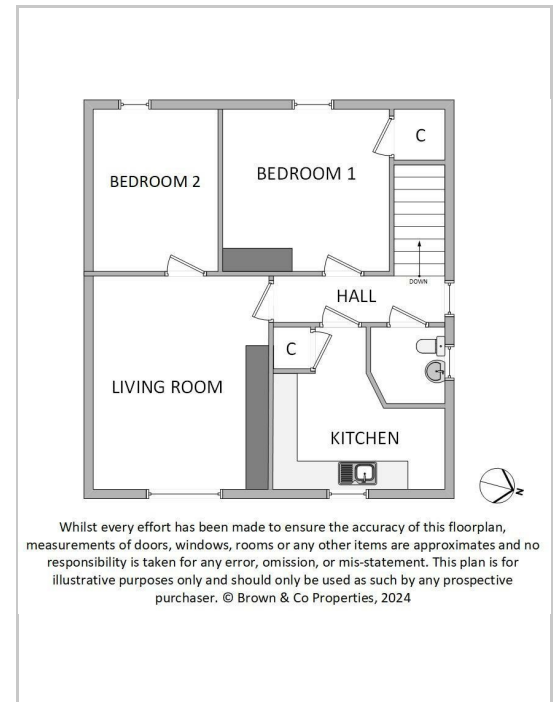 BEDROOM 2
BEDROOM 1
C
DOWN
HALL
C
LIVING ROOM
KITCHEN
N
Whilst every effort has been made to ensure the accuracy of this floorplan,
measurements of doors, windows, rooms or any other items are approximates and no
responsibility is taken for any error, omission, or mis-statement. This plan is for
illustrative purposes only and should only be used as such by any prospective
purchaser. © Brown & Co Properties, 2024